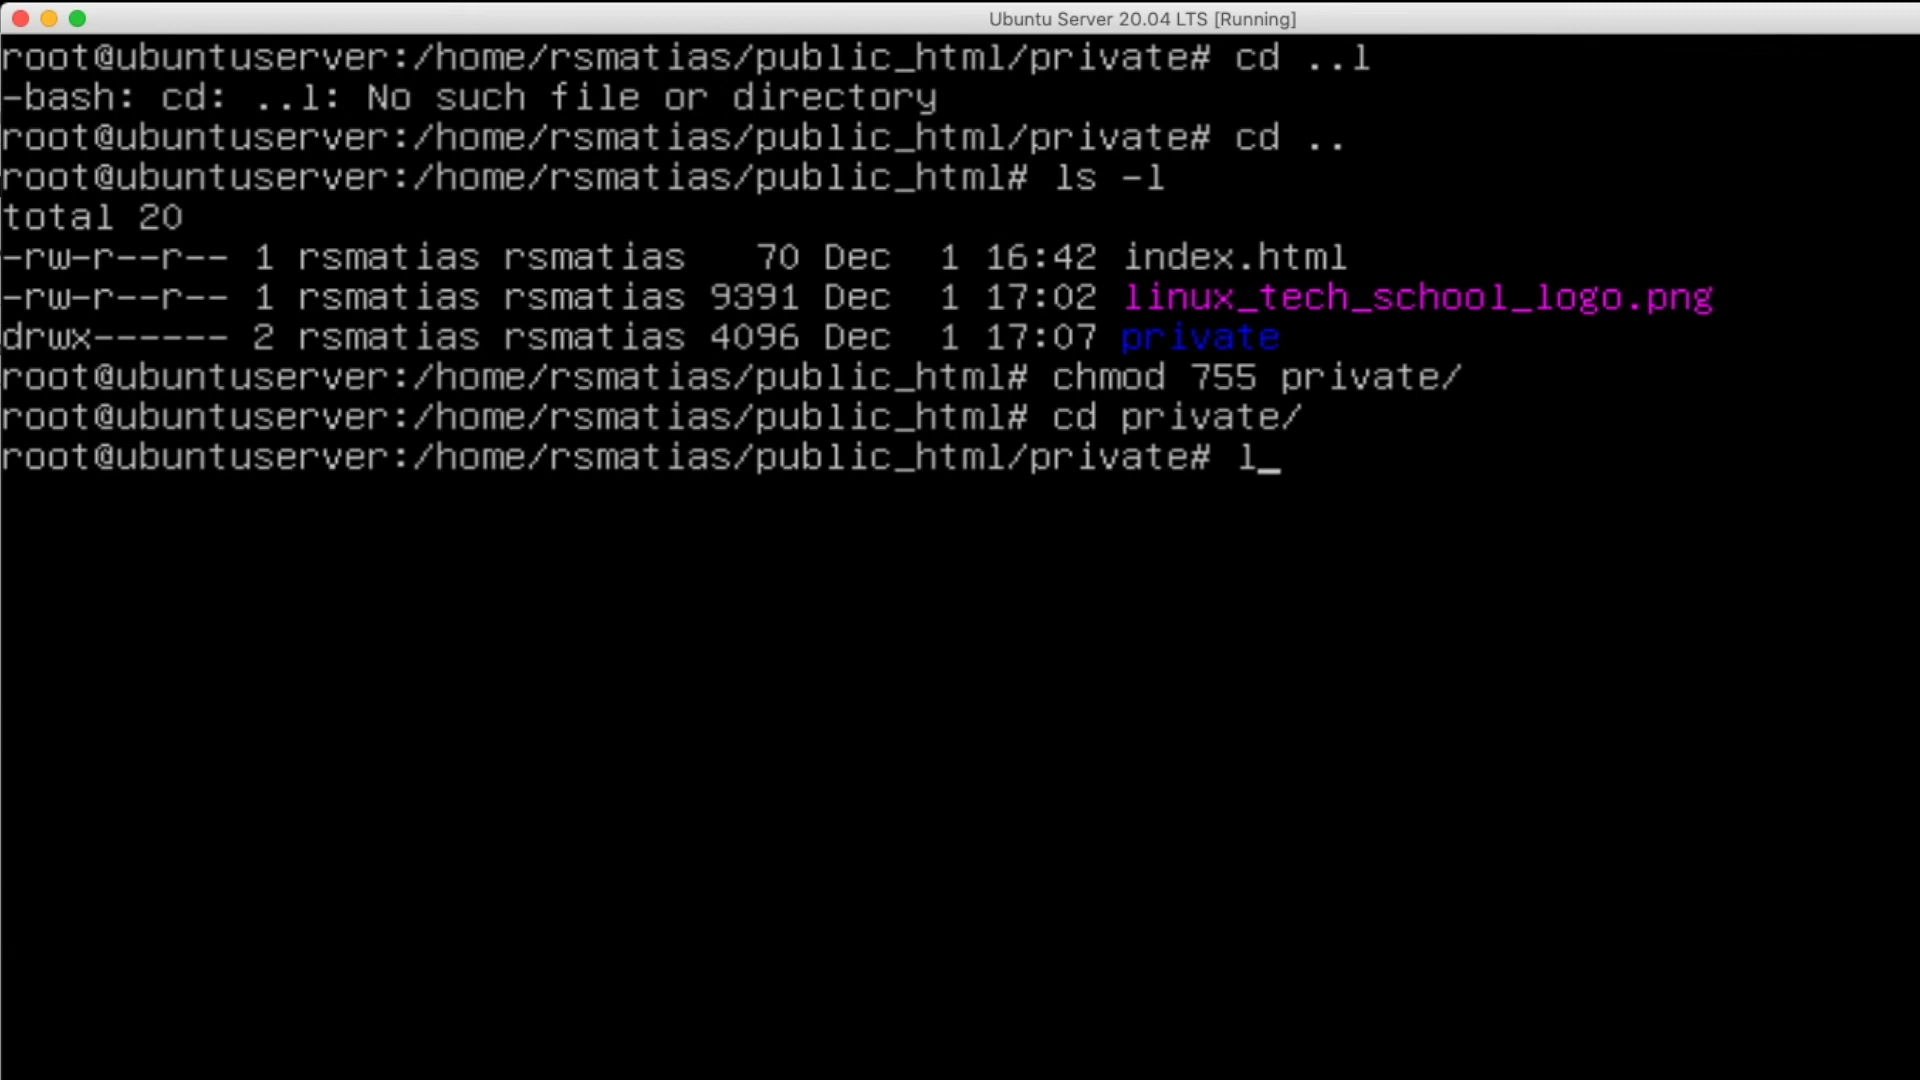 Ubuntu Server 20.04 LTS [Running]
root@ubuntuserver:/home/rsmatias/public_html/private# cd ..l
-bash: cd: ..l: No such file or directory
root@ubuntuserver:/home/rsmatias/public_html/private# cd ..
root@ubuntuserver:/home/rsmatias/public_html# ls -l
total 20
-rw-r--r-- 1 rsmatias rsmatias   70 Dec  1 16:42 index.html
-rw-r--r-- 1 rsmatias rsmatias 9391 Dec  1 17:02 linux_tech_school_logo.png
drwx------ 2 rsmatias rsmatias 4096 Dec  1 17:07 private
root@ubuntuserver:/home/rsmatias/public_html# chmod 755 private/
root@ubuntuserver:/home/rsmatias/public_html# cd private/
root@ubuntuserver:/home/rsmatias/public_html/private# l_